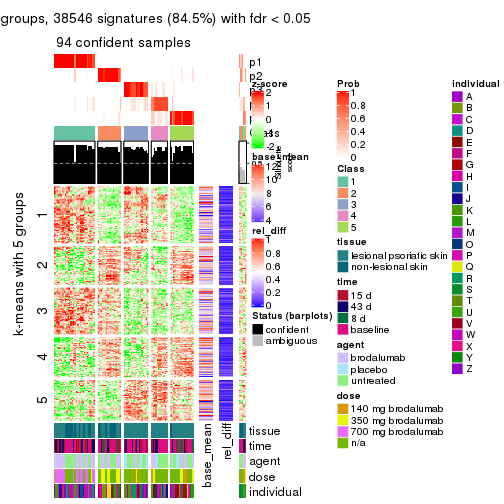 groups, 38546 signatures (84.5%) with fdr < 0.05
94 confident samples
p1
p2
z-score
2
1
-2
base_mean
12
10
6
4
rel_diff
1
0.8
0.6
0.4
0.2
0
Status (barplots)
confident
ambiguous
k-means with 5 groups
1
2
3
4
5
tissue
time
agent
dose
individual
base_mean
rel_diff
Prob
1
0.8
0.6
0.4
0.2
0
Class
1
2
3
4
5
tissue
lesional psoriatic skin
non-lesional skin
time
15 d
43 d
8 d
baseline
agent
brodalumab
placebo
untreated
dose
140 mg brodalumab
350 mg brodalumab
700 mg brodalumab
n/a
individual
A
B
C
D
E
F
G
H
I
J
K
L
M
O
P
Q
R
S
T
U
V
W
X
Y
Z